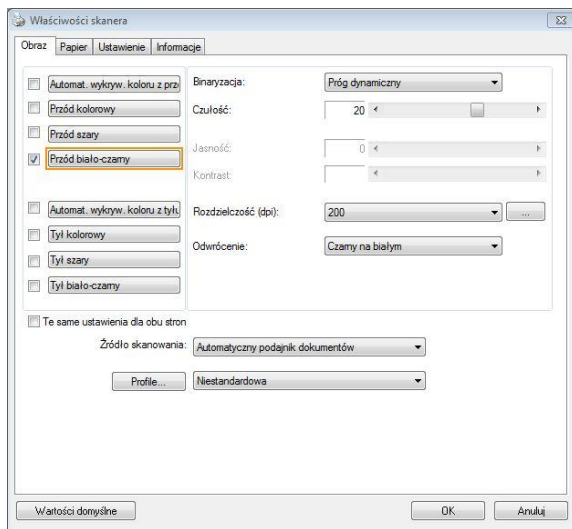 Właściwości skanera
Obraz Papier Ustawienie Informacje
Automat. wykryw. koloru z prze
Przód kolorowy
Przód szary
Przód biało-czarny
Automat. wykryw. koloru z tyłu
Tył kolorowy
Tył szary
Tył biało-czarny
Binaryzacja: Próg dynamiczny
Czułość: 20
Jasność: 0
Kontrast:
Rozdzielczość (dpi): 200 ...
Odwrócenie: Czarny na białym
Te same ustawienia dla obu stron
Źródło skanowania: Automatyczny podajnik dokumentów
Profile... Niestandardowa
Wartości domyślne OK Anuluj